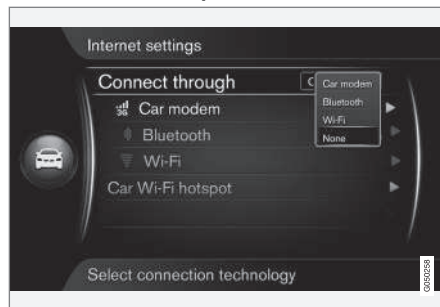 Internet settings
Connect through
Car modem
Bluetooth
Wi-Fi
None
3G Car modem
Bluetooth
Wi-Fi
Car Wi-Fi hotspot
Select connection technology
G050258